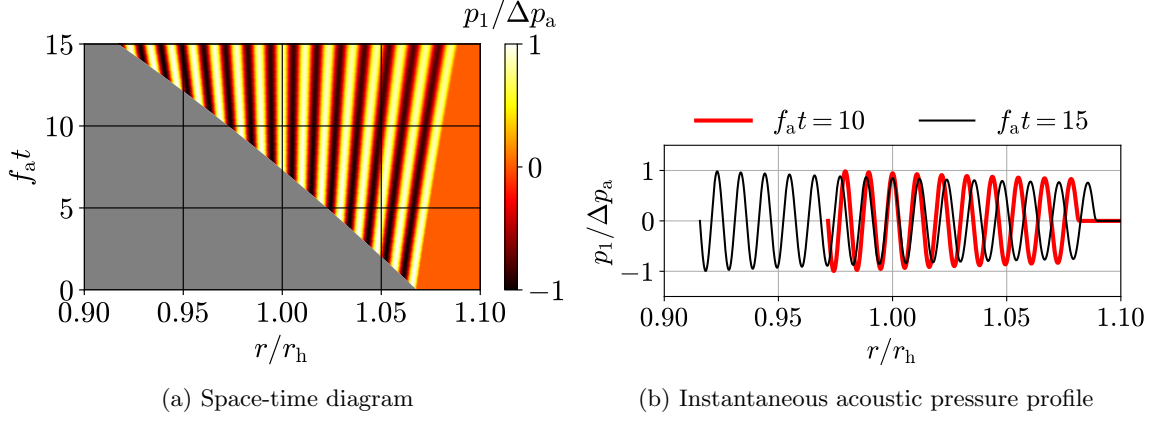 p₁/Δpₐ
15
10
5
0
fₐt
0.90
0.95
1.00
1.05
1.10
r/rₕ
1
0
−1
(a) Space-time diagram
fₐt = 10
fₐt = 15
1
0
−1
p₁/Δpₐ
0.90
0.95
1.00
1.05
1.10
r/rₕ
(b) Instantaneous acoustic pressure profile